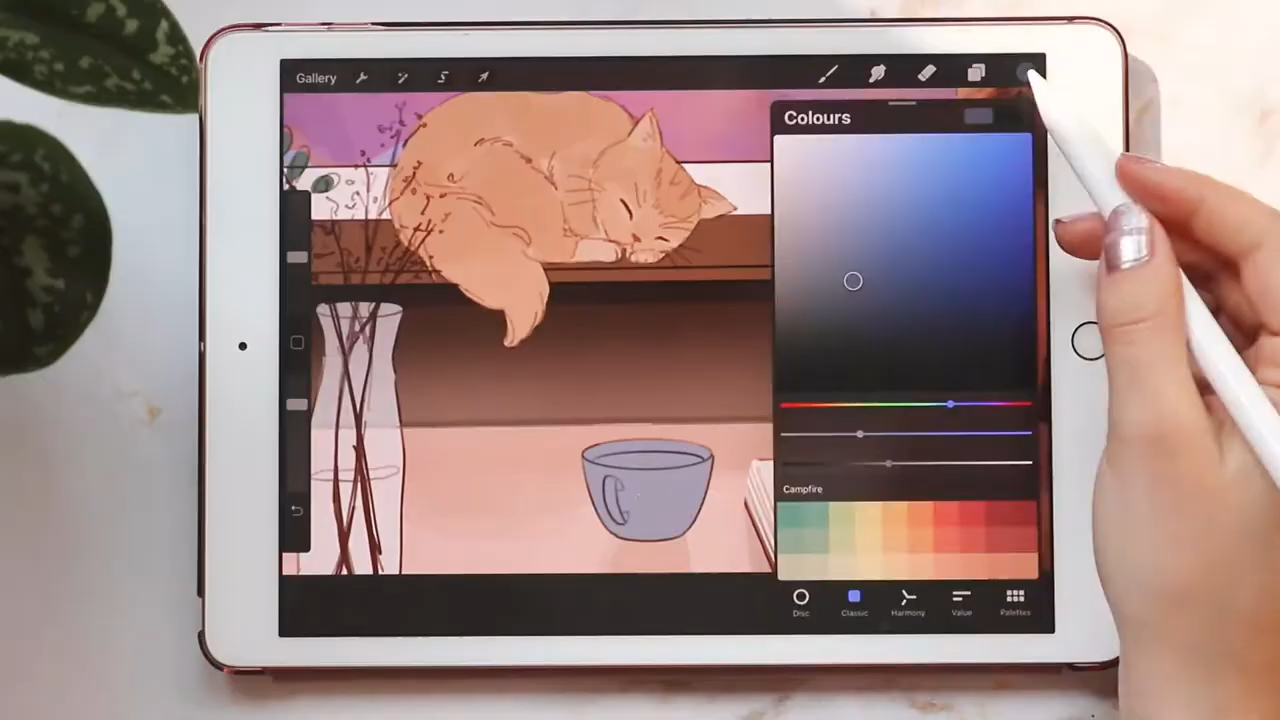 Gallery
Colours
Campfire
Disc
Classic
Harmony
Value
Palettes